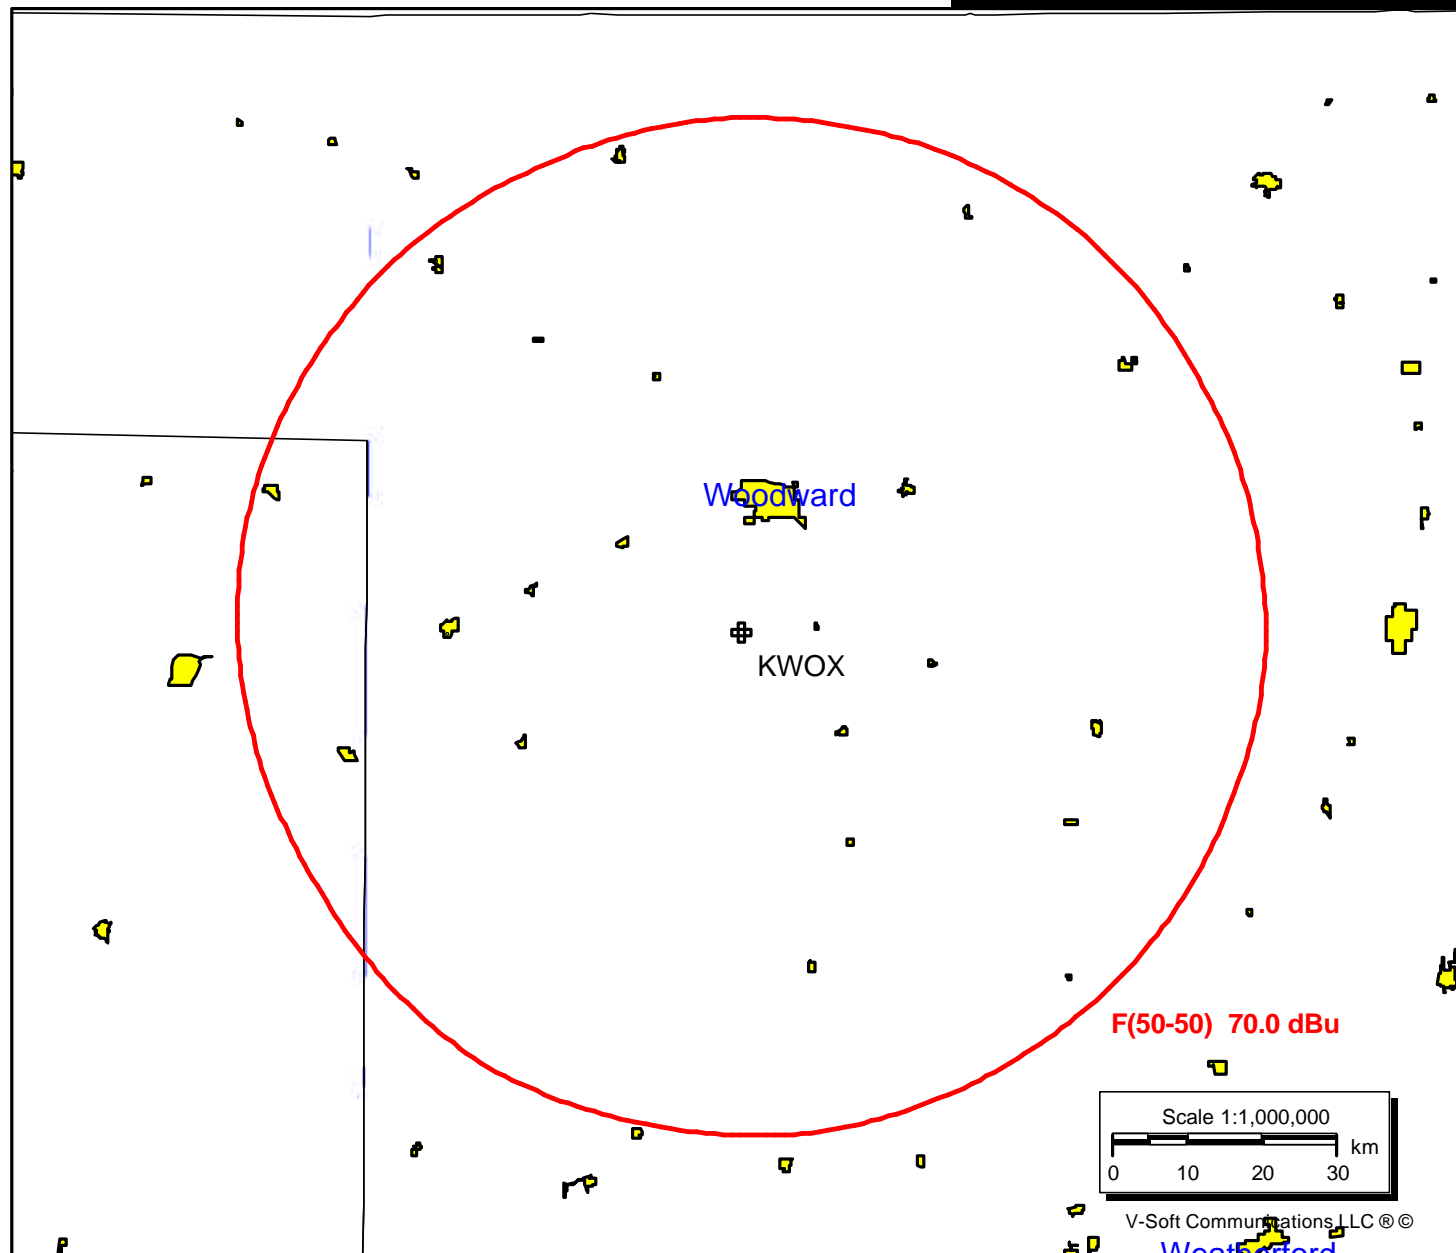 Woodward
KWOX
F(50-50) 70.0 dBu
Scale 1:1,000,000
km
0 10 20 30
V-Soft Communications LLC ® ©
Weatherford